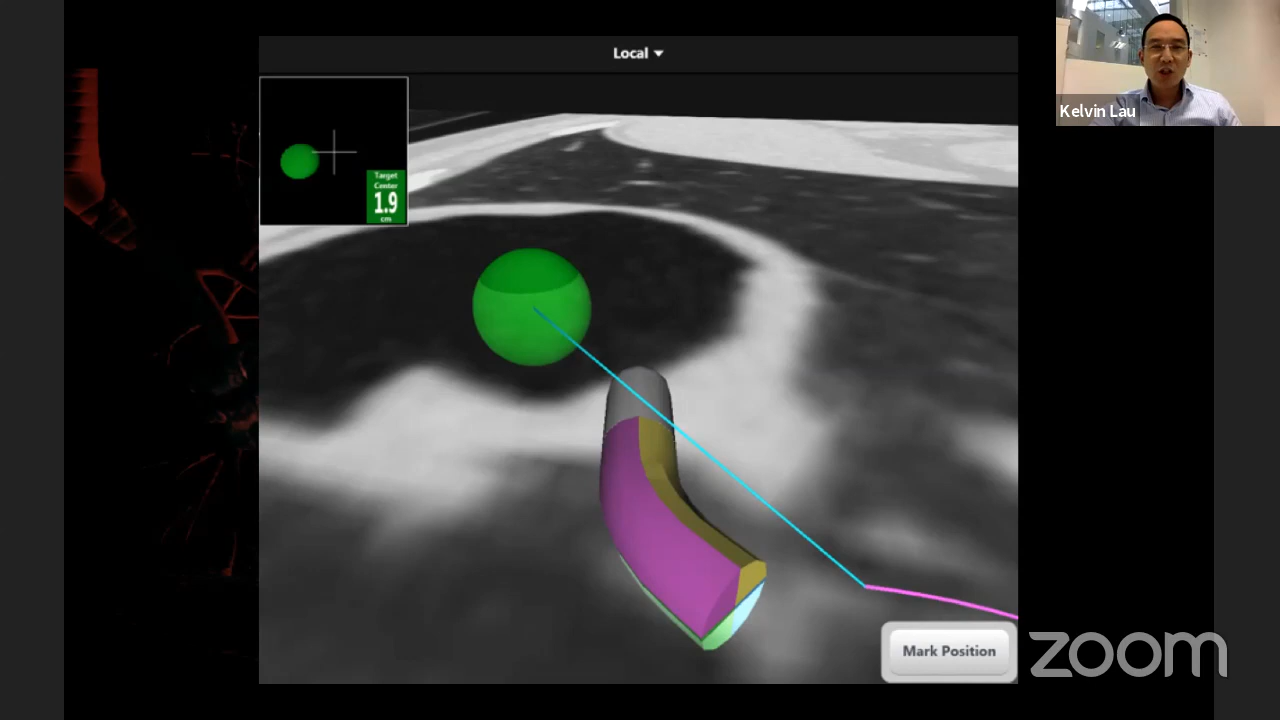 Local
Kelvin Lau
Target
Center
1.9
cm
Mark Position
zoom